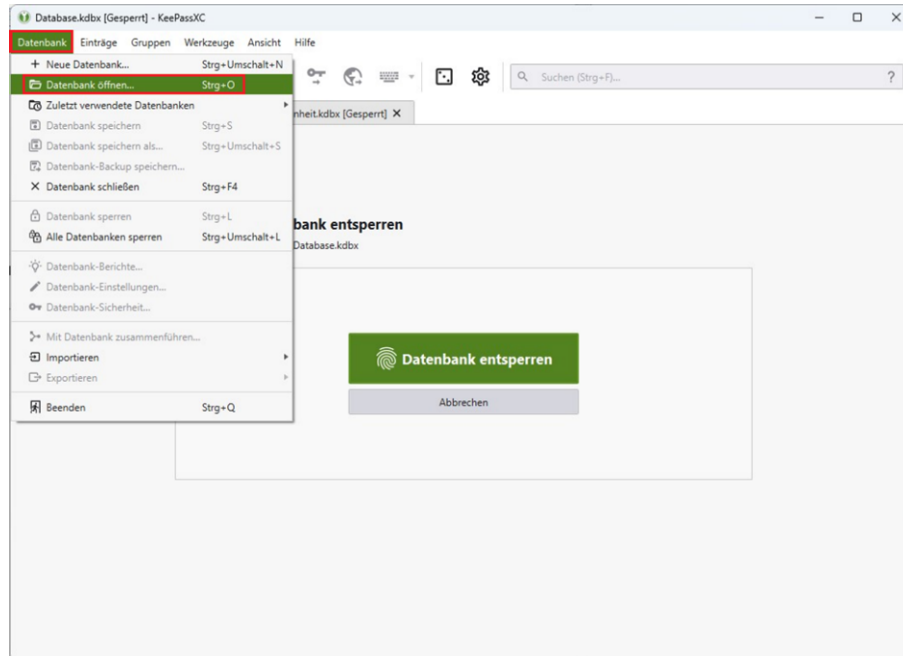 Database.kdbx [Gesperrt] - KeePassXC
Datenbank Einträge Gruppen Werkzeuge Ansicht Hilfe
+ Neue Datenbank... Strg+Umschalt+N
Datenbank öffnen... Strg+O
Suchen (Strg+F)... ?
Zuletzt verwendete Datenbanken
nheit.kdbx [Gesperrt] X
Datenbank speichern Strg+S
Datenbank speichern als... Strg+Umschalt+S
Datenbank-Backup speichern...
Datenbank schließen Strg+F4
Datenbank sperren Strg+L
bank entsperren
Alle Datenbanken sperren Strg+Umschalt+L
Database.kdbx
Datenbank-Berichte...
Datenbank-Einstellungen...
Datenbank-Sicherheit...
Mit Datenbank zusammenführen...
Importieren
Datenbank entsperren
Exportieren
Abbrechen
Beenden Strg+Q